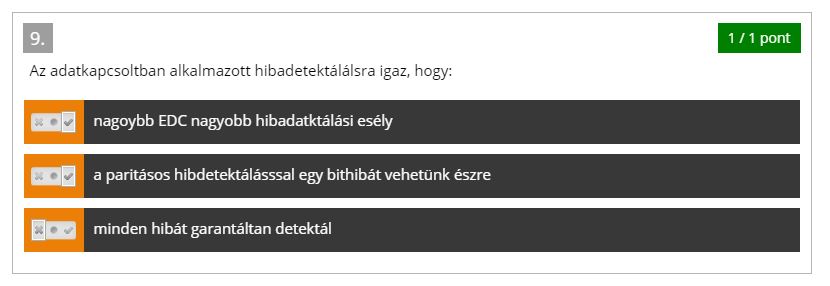 9.
1 / 1 pont
Az adatkapcsoltban alkalmazott hibadetektálálsra igaz, hogy:
nagoybb EDC nagyobb hibadatktálási esély
a paritásos hibdetektálásssal egy bithibát vehetünk észre
minden hibát garantáltan detektál